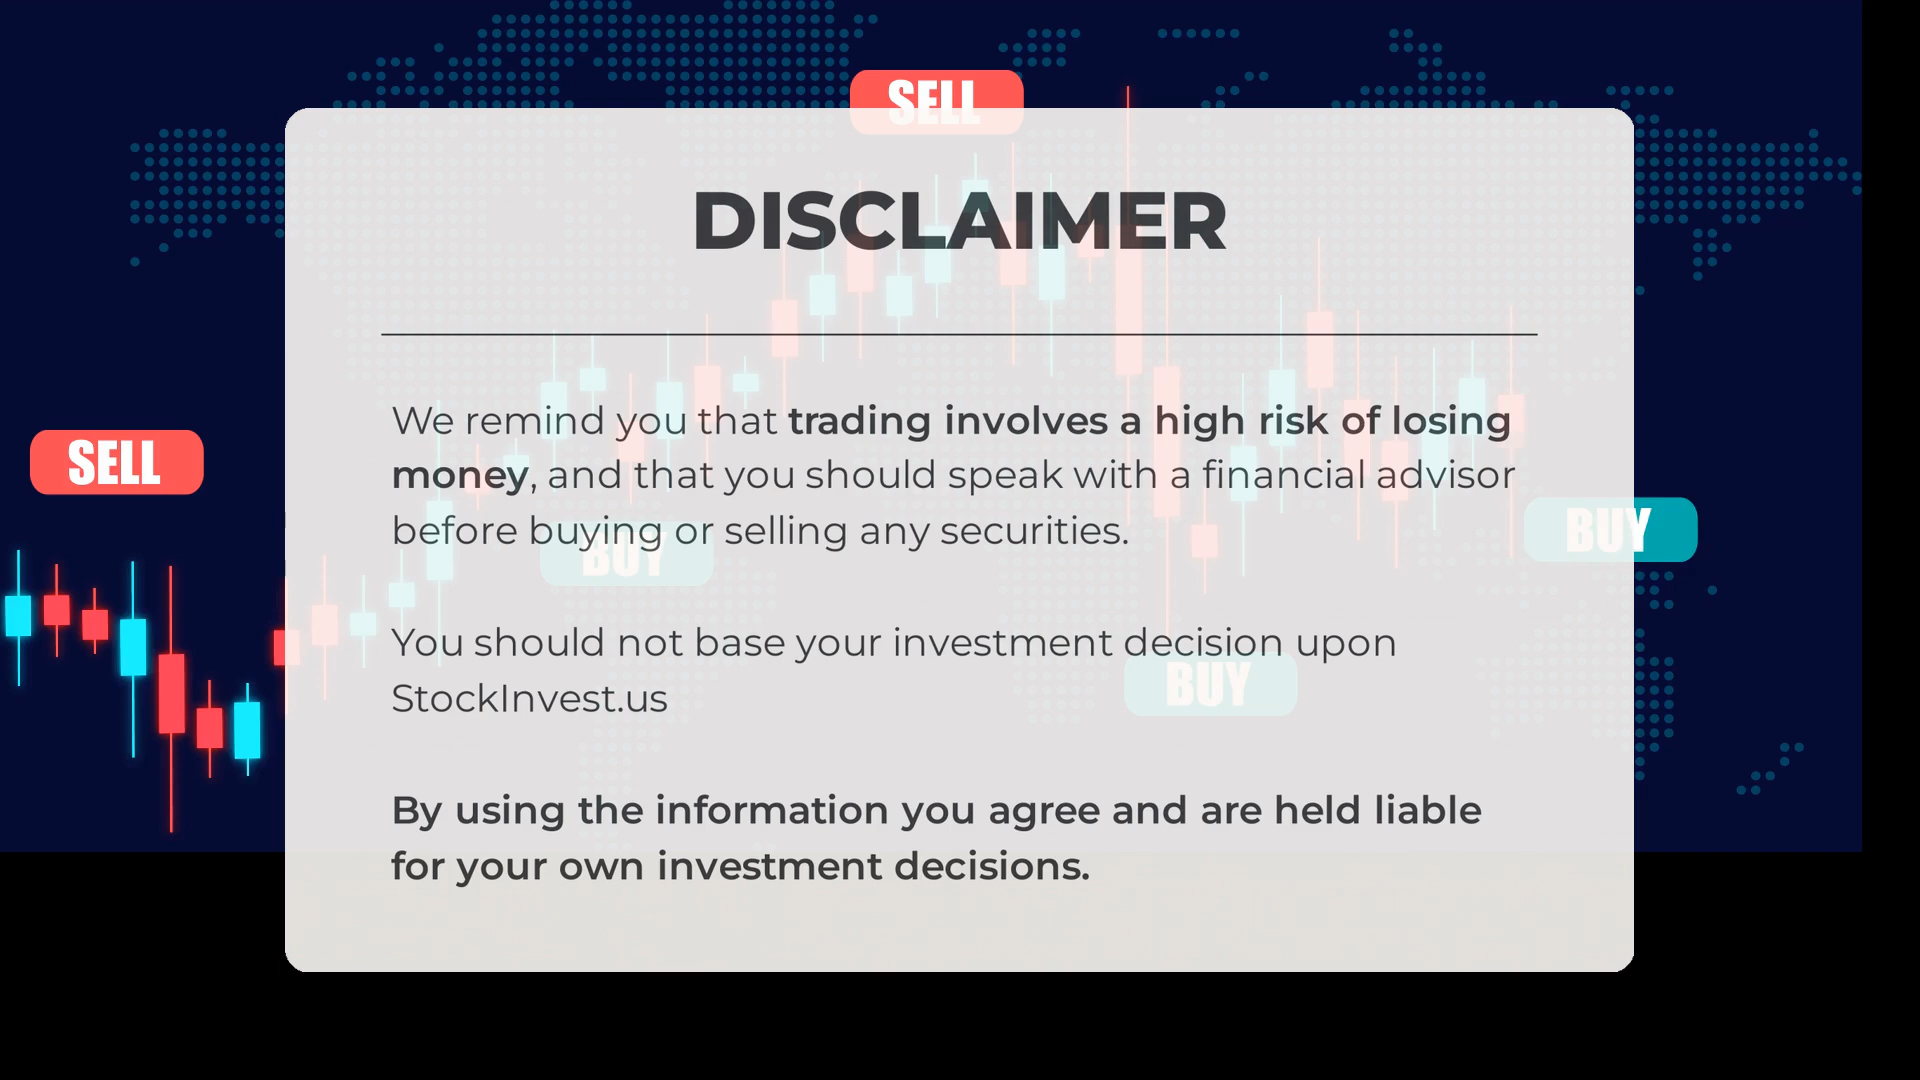 SELL
DISCLAIMER
We remind you that trading involves a high risk of losing
money, and that you should speak with a financial advisor
before buying or selling any securities.
SELL
BUY
BUY
You should not base your investment decision upon
StockInvest.us
BUY
By using the information you agree and are held liable
for your own investment decisions.